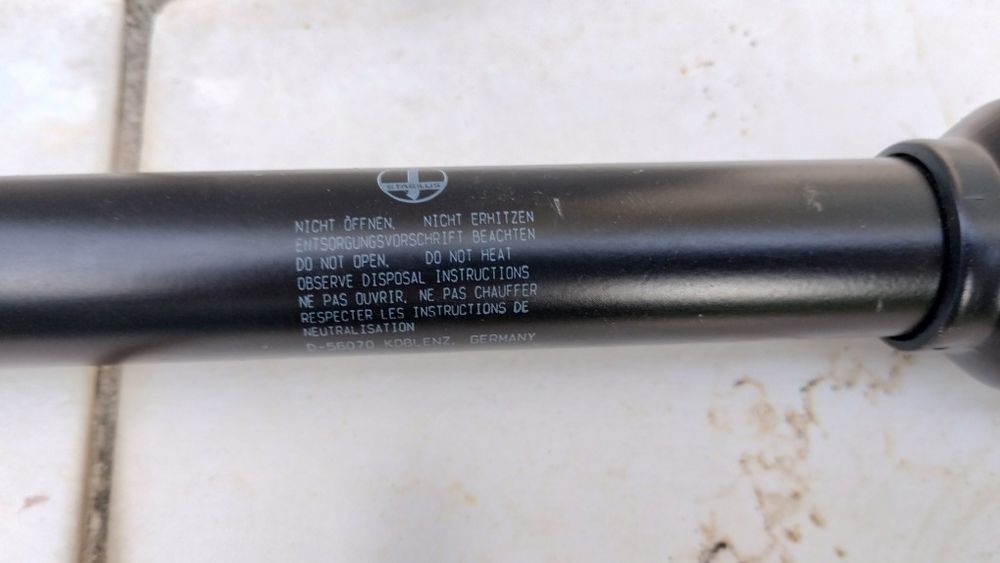 STABILUS
NICHT ÖFFNEN, NICHT ERHITZEN
ENTSORGUNGSVORSCHRIFT BEACHTEN
DO NOT OPEN, DO NOT HEAT
OBSERVE DISPOSAL INSTRUCTIONS
NE PAS OUVRIR, NE PAS CHAUFFER
RESPECTER LES INSTRUCTIONS DE
NEUTRALISATION
D-56070 KOBLENZ, GERMANY